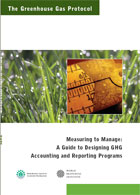 The Greenhouse Gas Protocol
Measuring to Manage:
A Guide to Designing GHG
Accounting and Reporting Programs